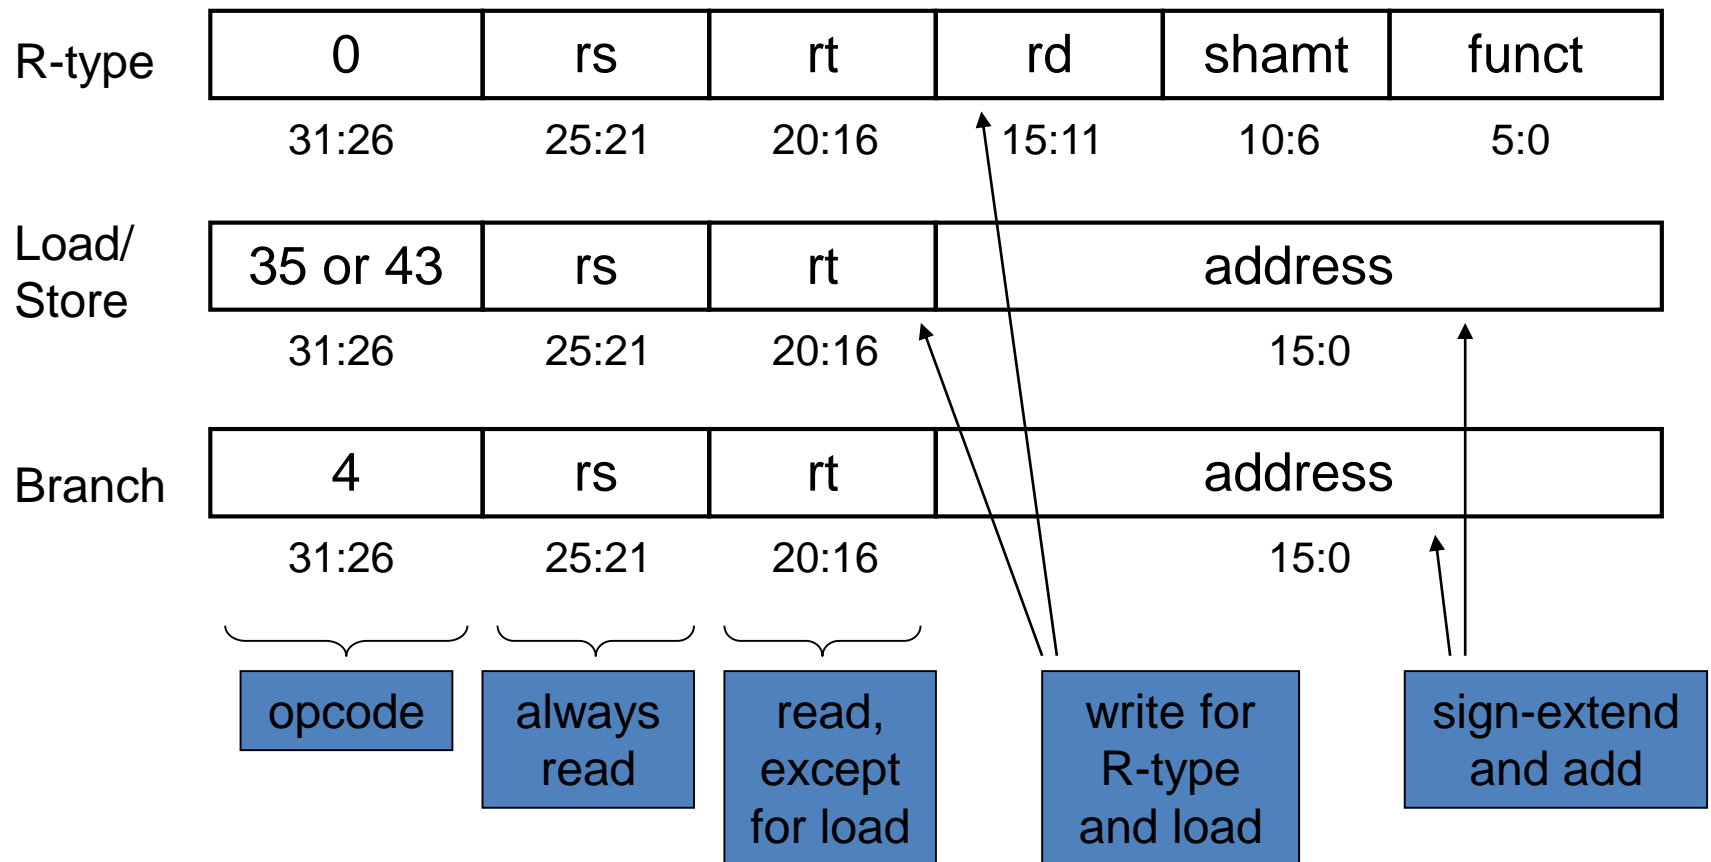 R-type 0 rs rt rd shamt funct
31:26 25:21 20:16 15:11 10:6 5:0
Load/
Store
35 or 43 rs rt address
31:26 25:21 20:16 15:0
Branch 4 rs rt address
31:26 25:21 20:16 15:0
opcode
always
read
read,
except
for load
write for
R-type
and load
sign-extend
and add